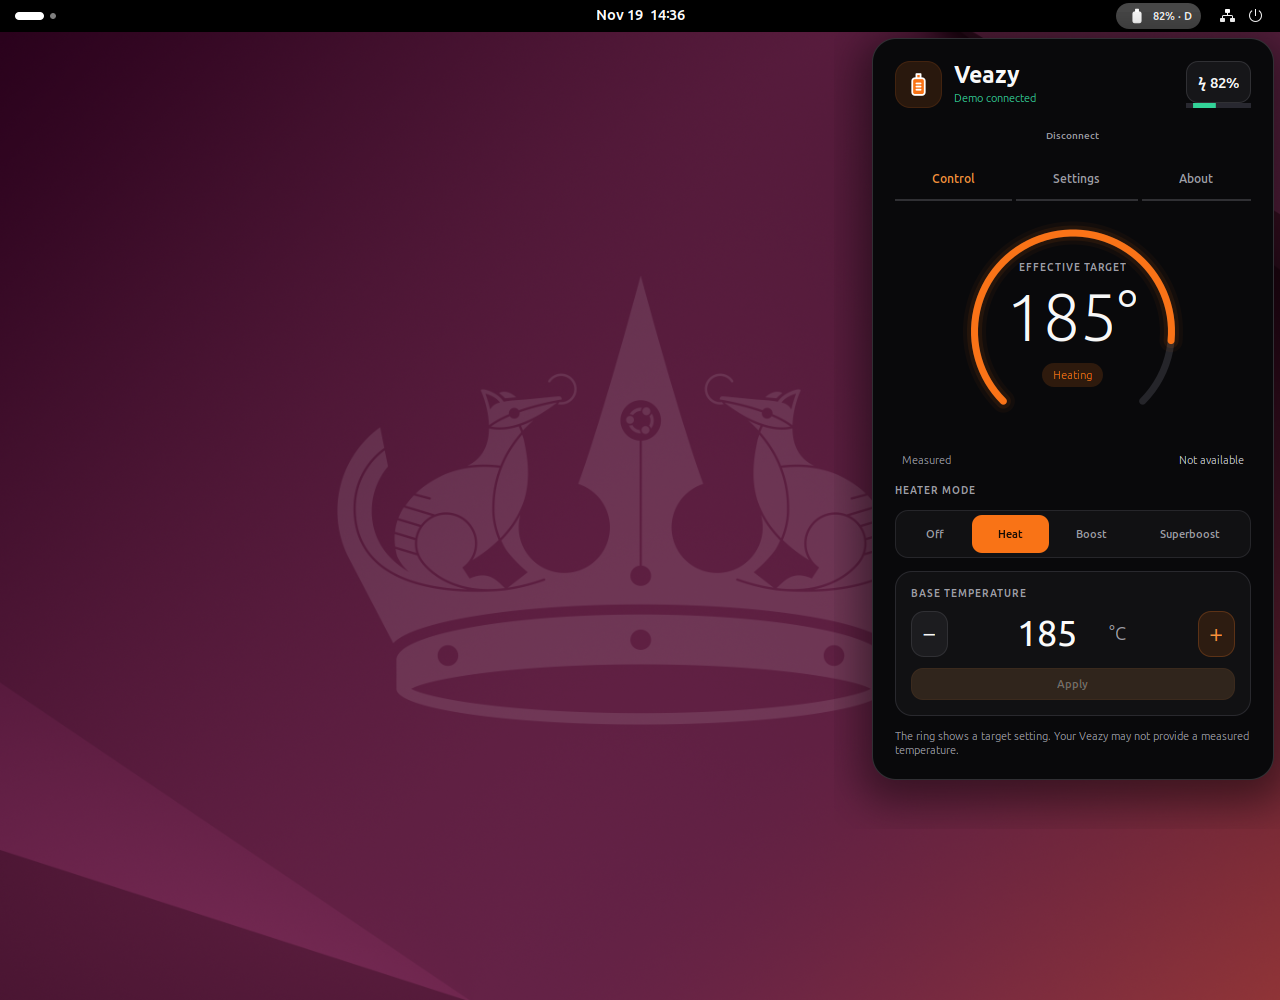 Nov 19 14:36
82% · D
Veazy
Demo connected
82%
Disconnect
Control Settings About
EFFECTIVE TARGET
185°
Heating
Measured Not available
HEATER MODE
Off Heat Boost Superboost
BASE TEMPERATURE
− 185 °C +
Apply
The ring shows a target setting. Your Veazy may not provide a measured
temperature.